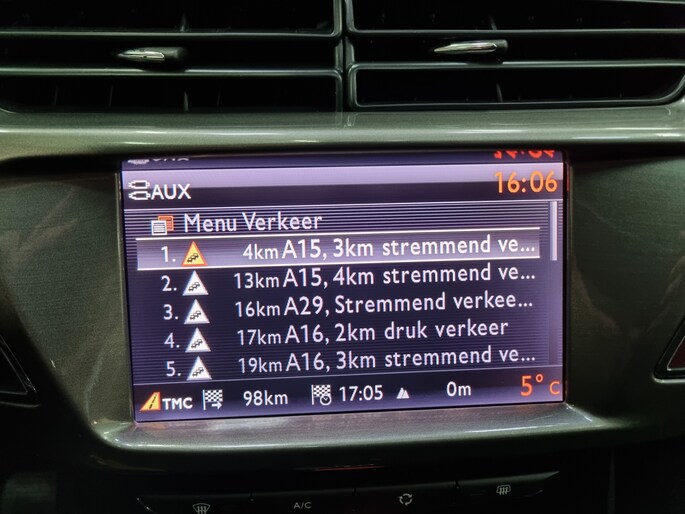 AUX 16:06
Menu Verkeer
1. 4km A15, 3km stremmend ve...
2. 13km A15, 4km stremmend ve...
3. 16km A29, Stremmend verkee...
4. 17km A16, 2km druk verkeer
5. 19km A16, 3km stremmend ve...
TMC 98km 17:05 0m 5° C
A/C